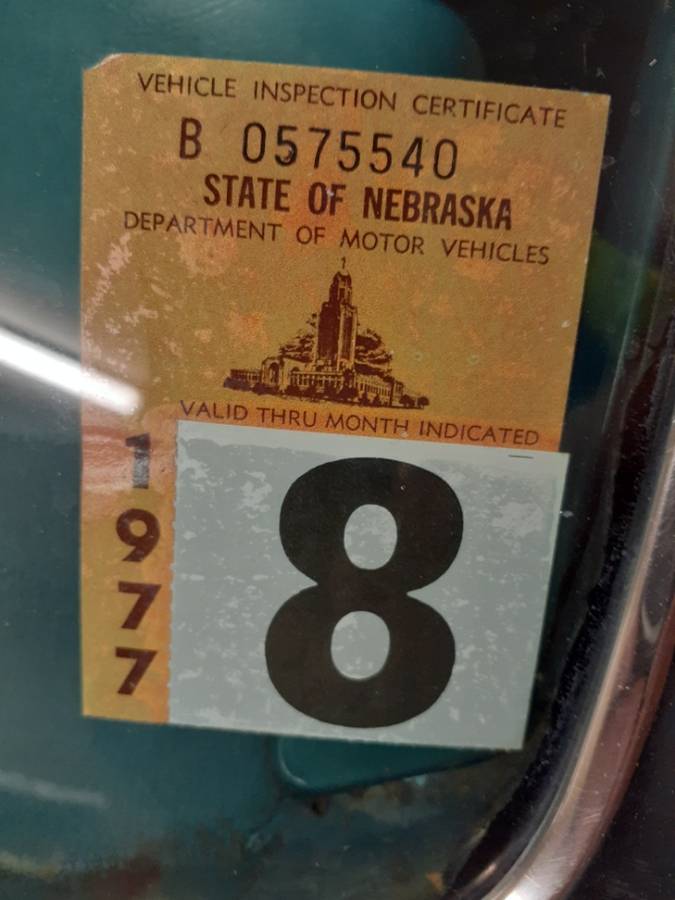 VEHICLE INSPECTION CERTIFICATE
B 0575540
STATE OF NEBRASKA
DEPARTMENT OF MOTOR VEHICLES
VALID THRU MONTH INDICATED
1977
8